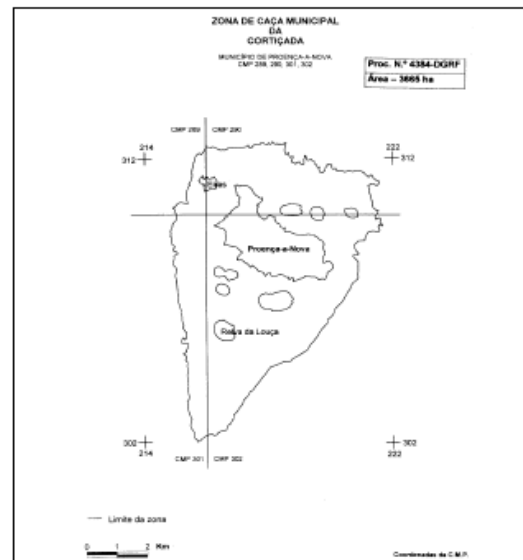 ZONA DE CAÇA MUNICIPAL
DA
CORTIÇADA
MUNICÍPIO DE PROENÇA-A-NOVA
CMP 289, 290, 301, 302
Proc. N.º 4384-DGRF
Área – 3665 ha
CMP 289 CMP 290
214
312
222
312
Proença-a-Nova
Relva da Louça
302
214
302
222
CMP 301 CMP 302
Limite da zona
0 1 2 Km
Coordenadas da C.M.P.